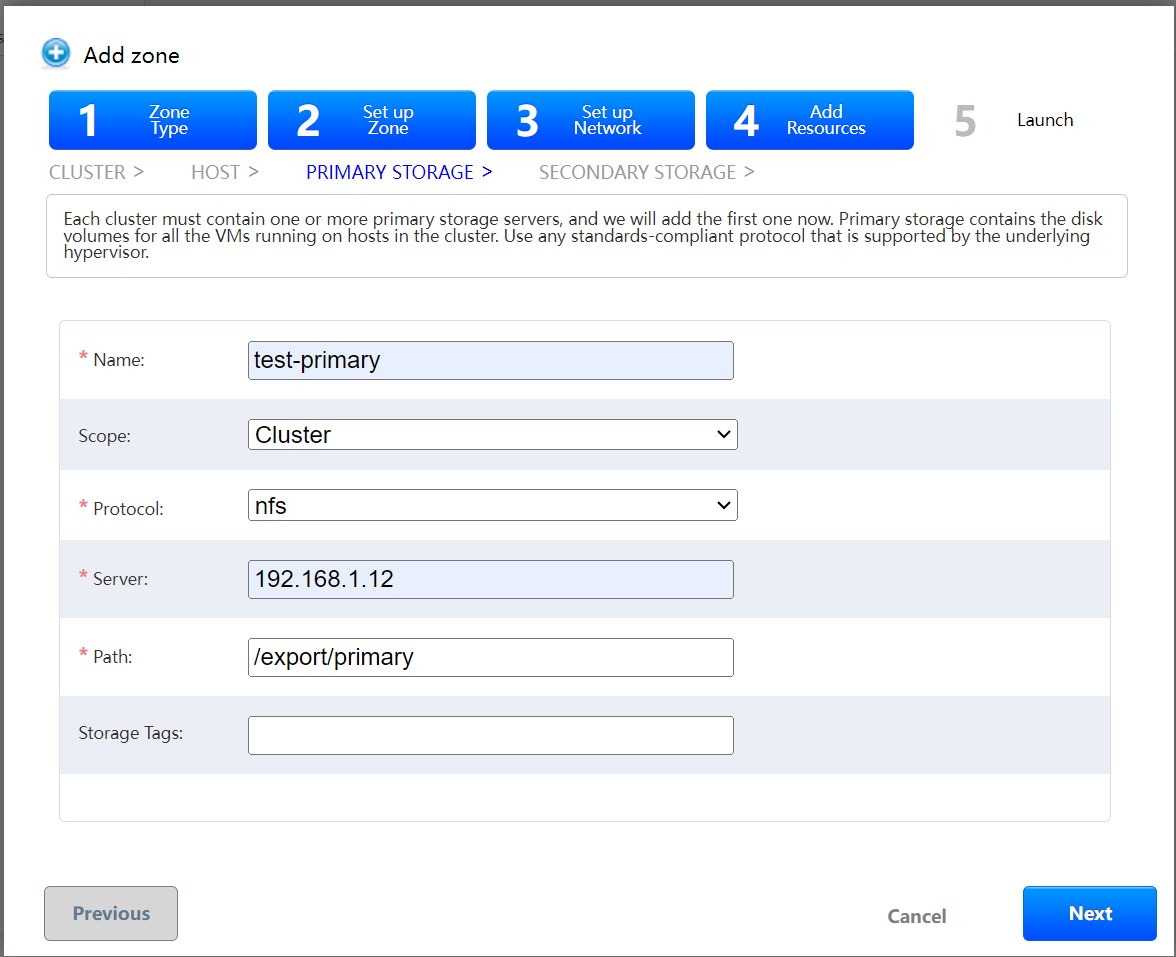 Add zone
1 Zone Type
2 Set up Zone
3 Set up Network
4 Add Resources
5 Launch
CLUSTER > HOST > PRIMARY STORAGE > SECONDARY STORAGE >
Each cluster must contain one or more primary storage servers, and we will add the first one now. Primary storage contains the disk
volumes for all the VMs running on hosts in the cluster. Use any standards-compliant protocol that is supported by the underlying
hypervisor.
* Name: test-primary
Scope: Cluster
* Protocol: nfs
* Server: 192.168.1.12
* Path: /export/primary
Storage Tags:
Previous Cancel Next